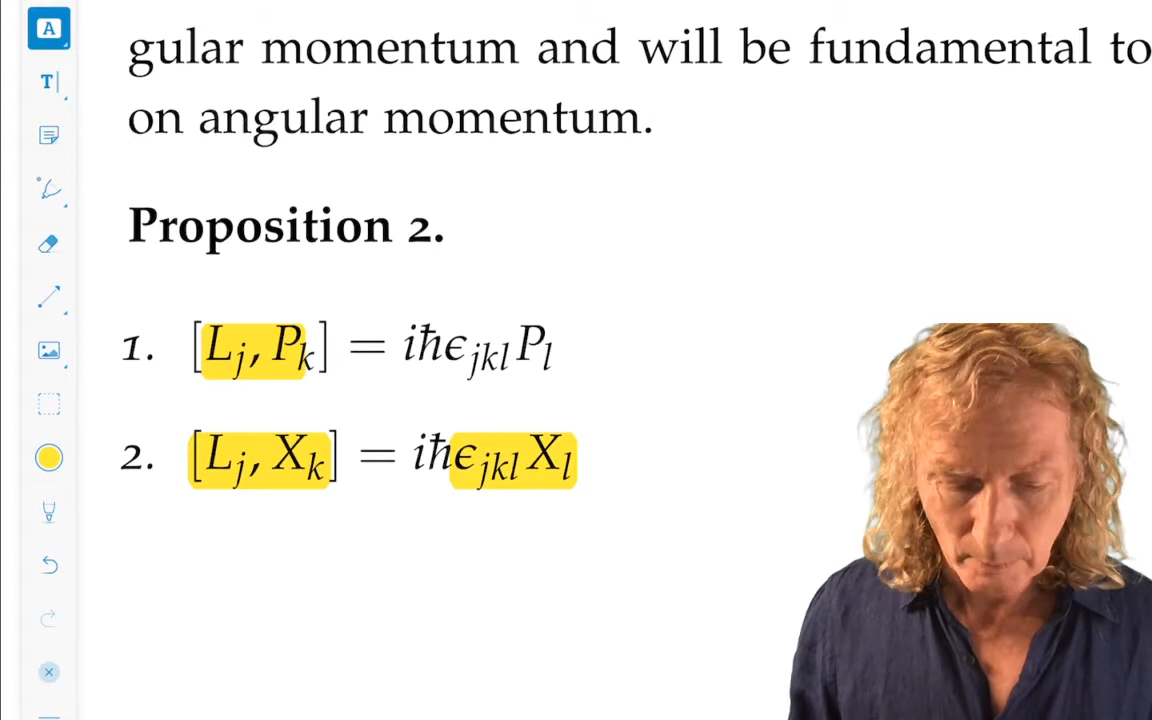 A
T
gular momentum and will be fundamental to
on angular momentum.
Proposition 2.
1. [L_j, P_k] = iℏϵ_{jkl} P_l
2. [L_j, X_k] = iℏϵ_{jkl} X_l